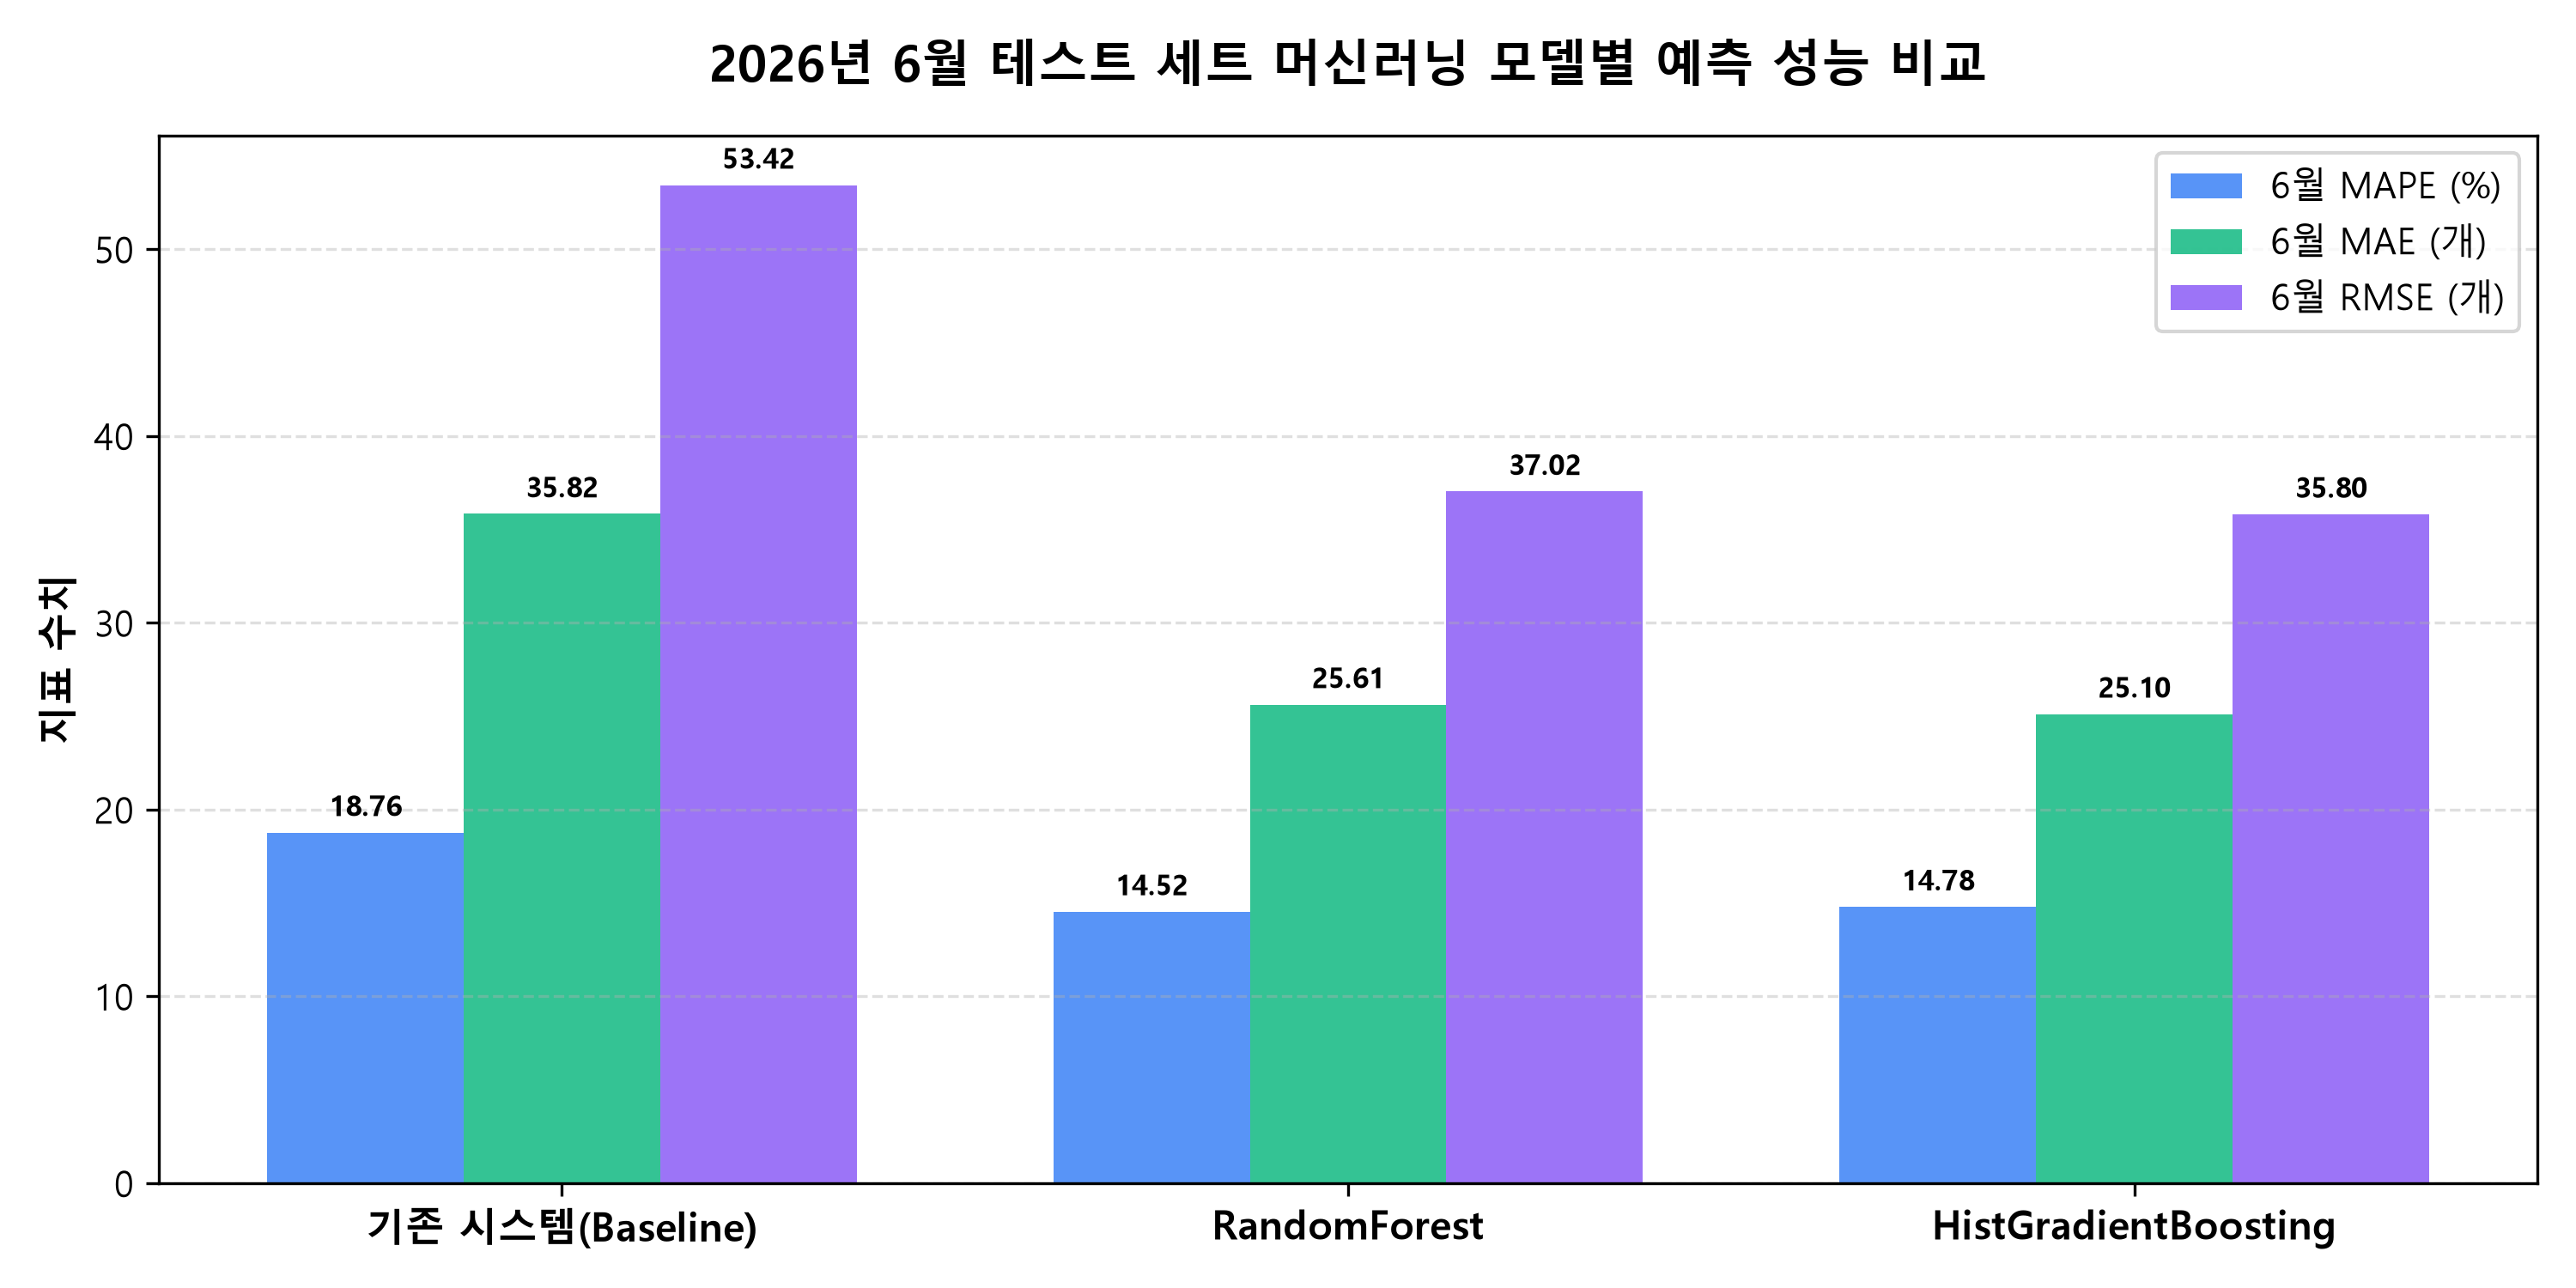 2026년 6월 테스트 세트 머신러닝 모델별 예측 성능 비교
6월 MAPE (%)
6월 MAE (개)
6월 RMSE (개)
지표 수치
50
40
30
20
10
0
18.76
35.82
53.42
14.52
25.61
37.02
14.78
25.10
35.80
기존 시스템(Baseline)
RandomForest
HistGradientBoosting